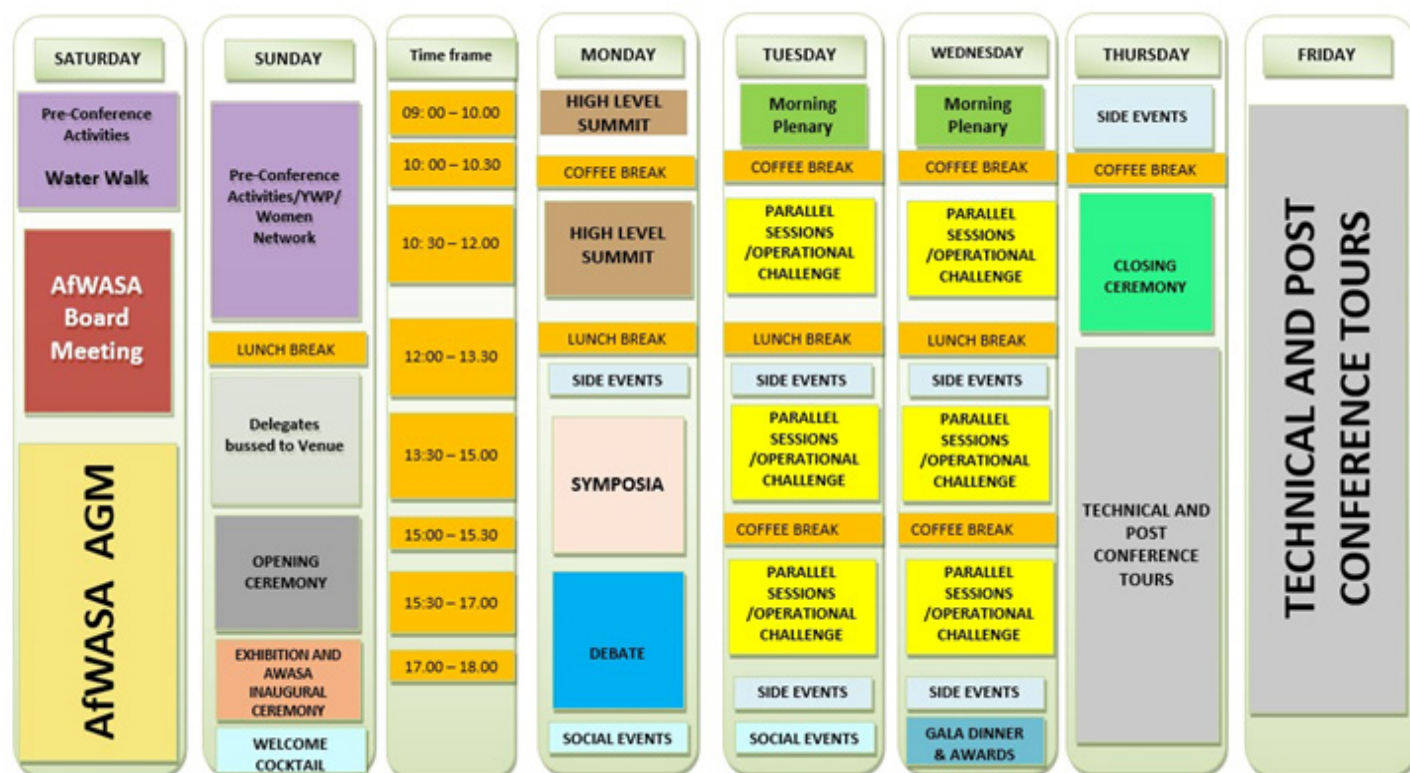 SATURDAY
Pre-Conference
Activities
Water Walk
AfWASA
Board
Meeting
AfWASA AGM
SUNDAY
Pre-Conference
Activities/YWP/
Women
Network
LUNCH BREAK
Delegates
bussed to Venue
OPENING
CEREMONY
EXHIBITION AND
AWASA
INAUGURAL
CEREMONY
WELCOME
COCKTAIL
Time frame
09: 00 – 10.00
10: 00 – 10.30
10: 30 – 12.00
12:00 – 13.30
13:30 – 15.00
15:00 – 15.30
15:30 – 17.00
17.00 – 18.00
MONDAY
HIGH LEVEL
SUMMIT
COFFEE BREAK
HIGH LEVEL
SUMMIT
LUNCH BREAK
SIDE EVENTS
SYMPOSIA
DEBATE
SOCIAL EVENTS
TUESDAY
Morning
Plenary
COFFEE BREAK
PARALLEL
SESSIONS
/OPERATIONAL
CHALLENGE
LUNCH BREAK
SIDE EVENTS
PARALLEL
SESSIONS
/OPERATIONAL
CHALLENGE
COFFEE BREAK
PARALLEL
SESSIONS
/OPERATIONAL
CHALLENGE
SIDE EVENTS
SOCIAL EVENTS
WEDNESDAY
Morning
Plenary
COFFEE BREAK
PARALLEL
SESSIONS
/OPERATIONAL
CHALLENGE
LUNCH BREAK
SIDE EVENTS
PARALLEL
SESSIONS
/OPERATIONAL
CHALLENGE
COFFEE BREAK
PARALLEL
SESSIONS
/OPERATIONAL
CHALLENGE
SIDE EVENTS
GALA DINNER
& AWARDS
THURSDAY
SIDE EVENTS
COFFEE BREAK
CLOSING
CEREMONY
TECHNICAL AND
POST
CONFERENCE
TOURS
FRIDAY
TECHNICAL AND POST
CONFERENCE TOURS